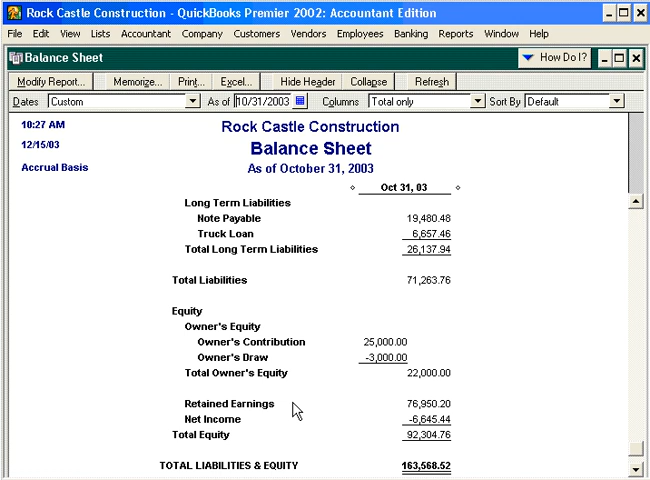 Rock Castle Construction - QuickBooks Premier 2002: Accountant Edition
File Edit View Lists Accountant Company Customers Vendors Employees Banking Reports Window Help
Balance Sheet How Do I?
Modify Report... Memorize... Print... Excel... Hide Header Collapse Refresh
Dates Custom As of 10/31/2003 Columns Total only Sort By Default
10:27 AM Rock Castle Construction
12/15/03 Balance Sheet
Accrual Basis As of October 31, 2003
Oct 31, 03
Long Term Liabilities
Note Payable 19,480.48
Truck Loan 6,657.46
Total Long Term Liabilities 26,137.94
Total Liabilities 71,263.76
Equity
Owner's Equity
Owner's Contribution 25,000.00
Owner's Draw -3,000.00
Total Owner's Equity 22,000.00
Retained Earnings 76,950.20
Net Income -6,645.44
Total Equity 92,304.76
TOTAL LIABILITIES & EQUITY 163,568.52